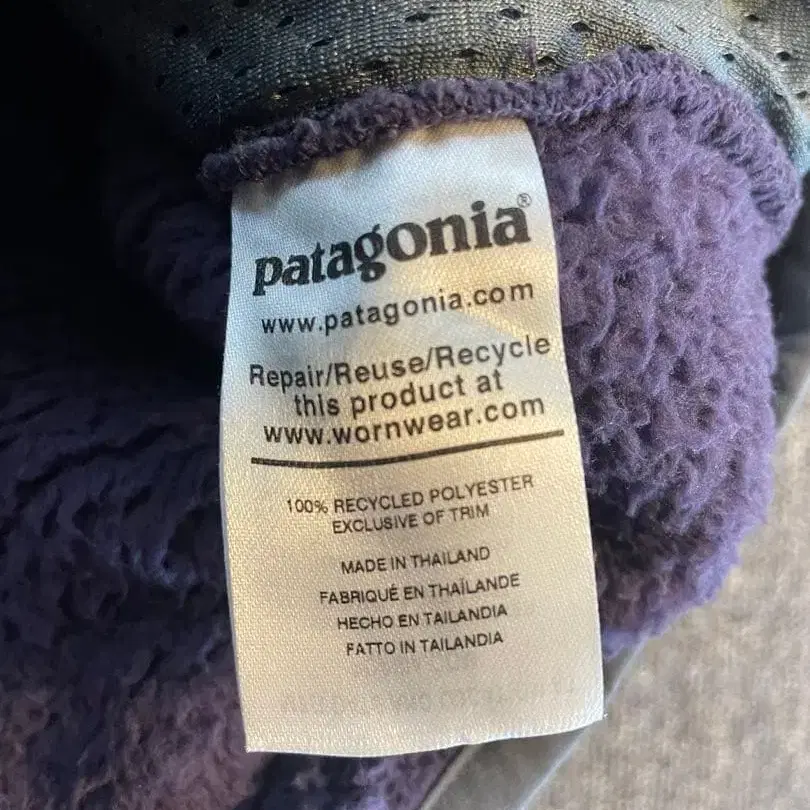 patagonia®
www.patagonia.com
Repair/Reuse/Recycle
this product at
www.wornwear.com
100% RECYCLED POLYESTER
EXCLUSIVE OF TRIM
MADE IN THAILAND
FABRIQUÉ EN THAÏLANDE
HECHO EN TAILANDIA
FATTO IN TAILANDIA